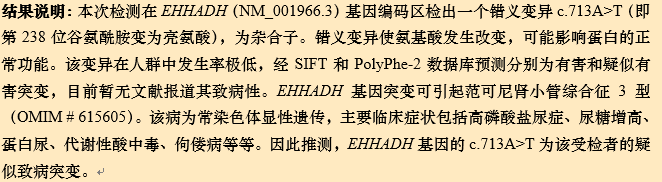 结果说明：本次检测在 EHHADH（NM_001966.3）基因编码区检出一个错义变异 c.713A>T（即
第 238 位谷氨酰胺变为亮氨酸），为杂合子。错义变异使氨基酸发生改变，可能影响蛋白的正
常功能。该变异在人群中发生率极低，经 SIFT 和 PolyPhe-2 数据库预测分别为有害和疑似有
害突变，目前暂无文献报道其致病性。EHHADH 基因突变可引起范可尼肾小管综合征 3 型
（OMIM # 615605）。该病为常染色体显性遗传，主要临床症状包括高磷酸盐尿症、尿糖增高、
蛋白尿、代谢性酸中毒、佝偻病等等。因此推测，EHHADH 基因的 c.713A>T 为该受检者的疑
似致病突变。